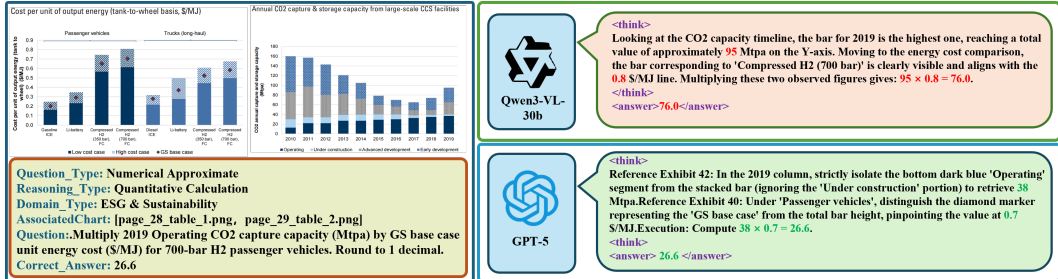 Cost per unit of output energy (tank-to-wheel basis, $/MJ)
Passenger vehicles
Trucks (long-haul)
Cost per unit of output energy (tank to wheel) ($/MJ)
0.9
0.8
0.7
0.6
0.5
0.4
0.3
0.2
0.1
0.0
Gasoline ICE
Li-battery
Compressed H2 (350 bar), FC
Compressed H2 (700 bar), FC
Diesel
Li-battery
Compressed H2 (350 bar), FC
Compressed H2 (700 bar), FC
Low cost case
High cost case
GS base case
Annual CO2 capture & storage capacity from large-scale CCS facilities
CO2 annual capture and storage capacity (Mtpa)
180
160
140
120
100
80
60
40
20
0
2010 2011 2012 2013 2014 2015 2016 2017 2018 2019
Operating
Under construction
Advanced development
Early development
Question_Type: Numerical Approximate
Reasoning_Type: Quantitative Calculation
Domain_Type: ESG & Sustainability
AssociatedChart: [page_28_table_1.png, page_29_table_2.png]
Question:.Multiply 2019 Operating CO2 capture capacity (Mtpa) by GS base case
unit energy cost ($/MJ) for 700-bar H2 passenger vehicles. Round to 1 decimal.
Correct_Answer: 26.6
Qwen3-VL-
30b
<think>
Looking at the CO2 capacity timeline, the bar for 2019 is the highest one, reaching a total
value of approximately 95 Mtpa on the Y-axis. Moving to the energy cost comparison,
the bar corresponding to 'Compressed H2 (700 bar)' is clearly visible and aligns with the
0.8 $/MJ line. Multiplying these two observed figures gives: 95 × 0.8 = 76.0.
</think>
<answer>76.0</answer>
GPT-5
<think>
Reference Exhibit 42: In the 2019 column, strictly isolate the bottom dark blue 'Operating'
segment from the stacked bar (ignoring the 'Under construction' portion) to retrieve 38
Mtpa.Reference Exhibit 40: Under 'Passenger vehicles', distinguish the diamond marker
representing the 'GS base case' from the total bar height, pinpointing the value at 0.7
$/MJ.Execution: Compute 38 × 0.7 = 26.6.
<think>
<answer> 26.6 </answer>